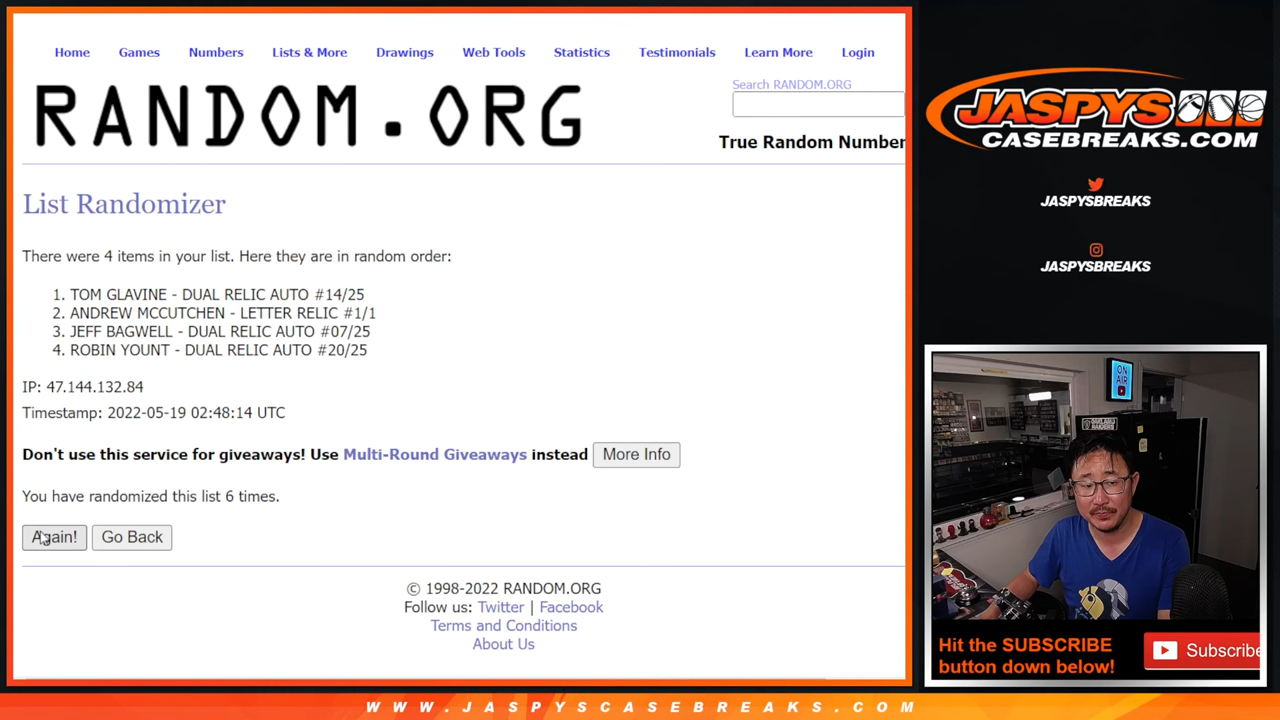 Home Games Numbers Lists & More Drawings Web Tools Statistics Testimonials Learn More Login
RANDOM.ORG
Search RANDOM.ORG
True Random Number
List Randomizer
There were 4 items in your list. Here they are in random order:
1. TOM GLAVINE - DUAL RELIC AUTO #14/25
2. ANDREW MCCUTCHEN - LETTER RELIC #1/1
3. JEFF BAGWELL - DUAL RELIC AUTO #07/25
4. ROBIN YOUNT - DUAL RELIC AUTO #20/25
IP: 47.144.132.84
Timestamp: 2022-05-19 02:48:14 UTC
Don't use this service for giveaways! Use Multi-Round Giveaways instead More Info
You have randomized this list 6 times.
Again! Go Back
© 1998-2022 RANDOM.ORG
Follow us: Twitter | Facebook
Terms and Conditions
About Us
JASPYS
CASEBREAKS.COM
JASPYSBREAKS
JASPYSBREAKS
ON
AIR
Hit the SUBSCRIBE
button down below!
Subscribe
WWW.JASPYSCASEBREAKS.COM